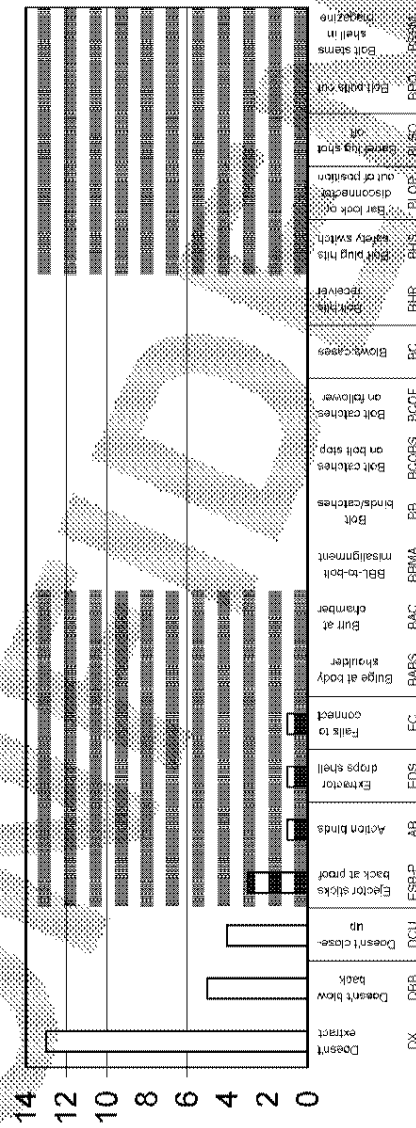 14
12
10
8
6
4
2
0
Doesn't
extract
DX
Doesn't blow
back
DBB
Doesn't close-
up
DCU
Ejector sticks
back at proof
ESB-P
Action binds
AB
Extractor
drops shell
EDS
Fails to
connect
FC
Bulge at body
shoulder
BABS
Burr at
chamber
BAC
BBL-to-bolt
misalignment
BBMA
Bolt
binds/catches
BB
Bolt catches
on bolt stop
BCOBS
Bolt catches
on follower
BCOF
Blows cases
BC
Bolt hits
receiver
BHR
Bolt plug hits
safety switch
Bar lock or
disconnector
out of position
BLOP
Barrel lug shot
off
Bolt pulls out
BPO
Bolt stems
shell in
magazine